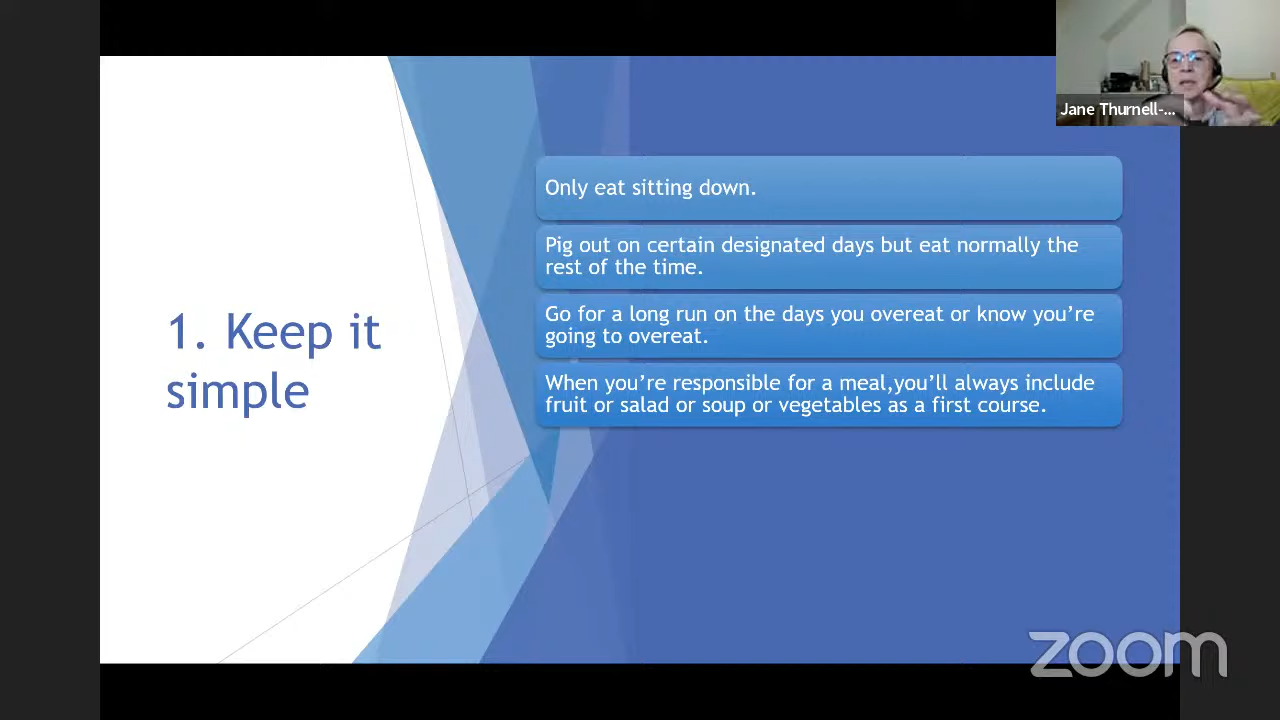 Jane Thurnell-...
Only eat sitting down.
Pig out on certain designated days but eat normally the
rest of the time.
Go for a long run on the days you overeat or know you’re
going to overeat.
1. Keep it
simple
When you’re responsible for a meal,you’ll always include
fruit or salad or soup or vegetables as a first course.
zoom